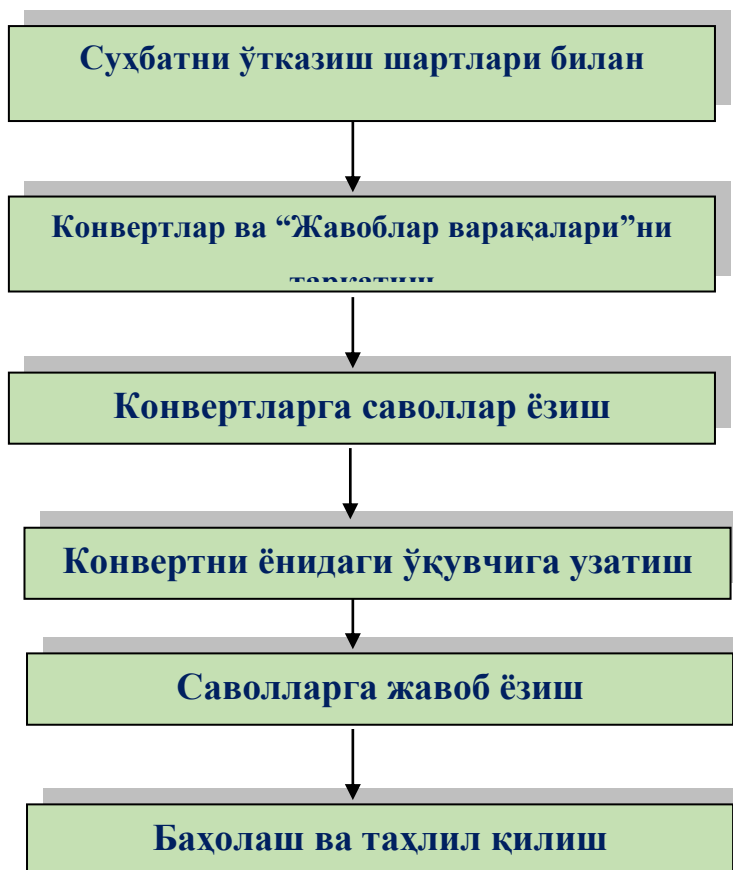 Суҳбатни ўтказиш шартлари билан
Конвертлар ва “Жавоблар варақалари”ни
Конвертларга саволлар ёзиш
Конвертни ёнидаги ўқувчига узатиш
Саволларга жавоб ёзиш
Баҳолаш ва таҳлил қилиш